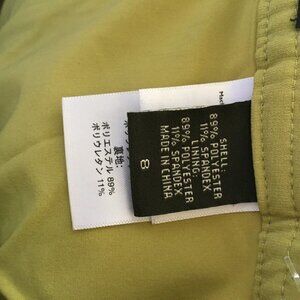 SHELL:
89% POLYESTER
11% SPANDEX
LINING:
89% POLYESTER
11% SPANDEX
MADE IN CHINA
8
裏地:
ポリエステル 89%
ポリウレタン 11%